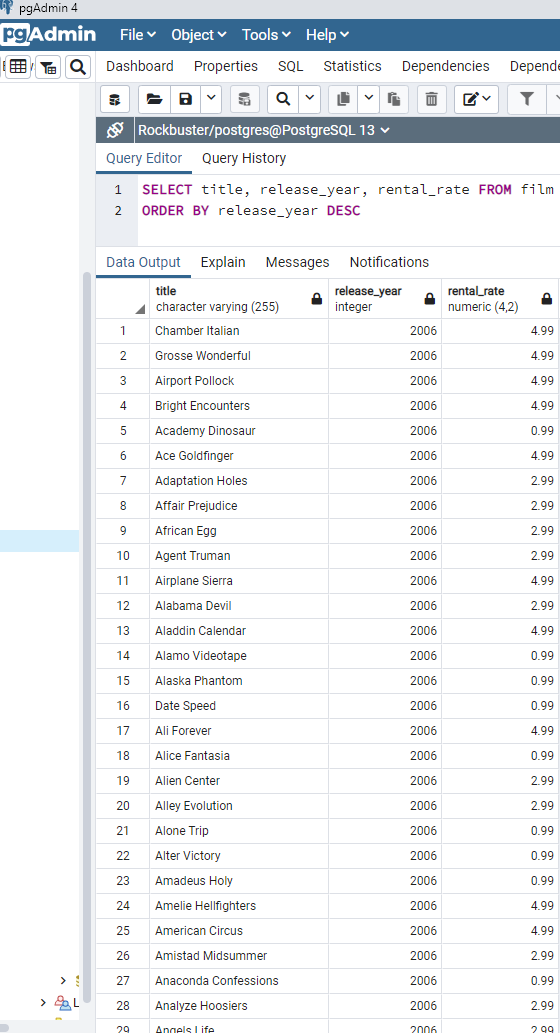 pgAdmin 4
pgAdmin File Object Tools Help
Dashboard Properties SQL Statistics Dependencies Depende
Rockbuster/postgres@PostgreSQL 13
Query Editor Query History
1 SELECT title, release_year, rental_rate FROM film
2 ORDER BY release_year DESC
Data Output Explain Messages Notifications
title release_year rental_rate
character varying (255) integer numeric (4,2)
1 Chamber Italian 2006 4.99
2 Grosse Wonderful 2006 4.99
3 Airport Pollock 2006 4.99
4 Bright Encounters 2006 4.99
5 Academy Dinosaur 2006 0.99
6 Ace Goldfinger 2006 4.99
7 Adaptation Holes 2006 2.99
8 Affair Prejudice 2006 2.99
9 African Egg 2006 2.99
10 Agent Truman 2006 2.99
11 Airplane Sierra 2006 4.99
12 Alabama Devil 2006 2.99
13 Aladdin Calendar 2006 4.99
14 Alamo Videotape 2006 0.99
15 Alaska Phantom 2006 0.99
16 Date Speed 2006 0.99
17 Ali Forever 2006 4.99
18 Alice Fantasia 2006 0.99
19 Alien Center 2006 2.99
20 Alley Evolution 2006 2.99
21 Alone Trip 2006 0.99
22 Alter Victory 2006 0.99
23 Amadeus Holy 2006 0.99
24 Amelie Hellfighters 2006 4.99
25 American Circus 2006 4.99
26 Amistad Midsummer 2006 2.99
27 Anaconda Confessions 2006 0.99
28 Analyze Hoosiers 2006 2.99
29 Angels Life 2006 2.99